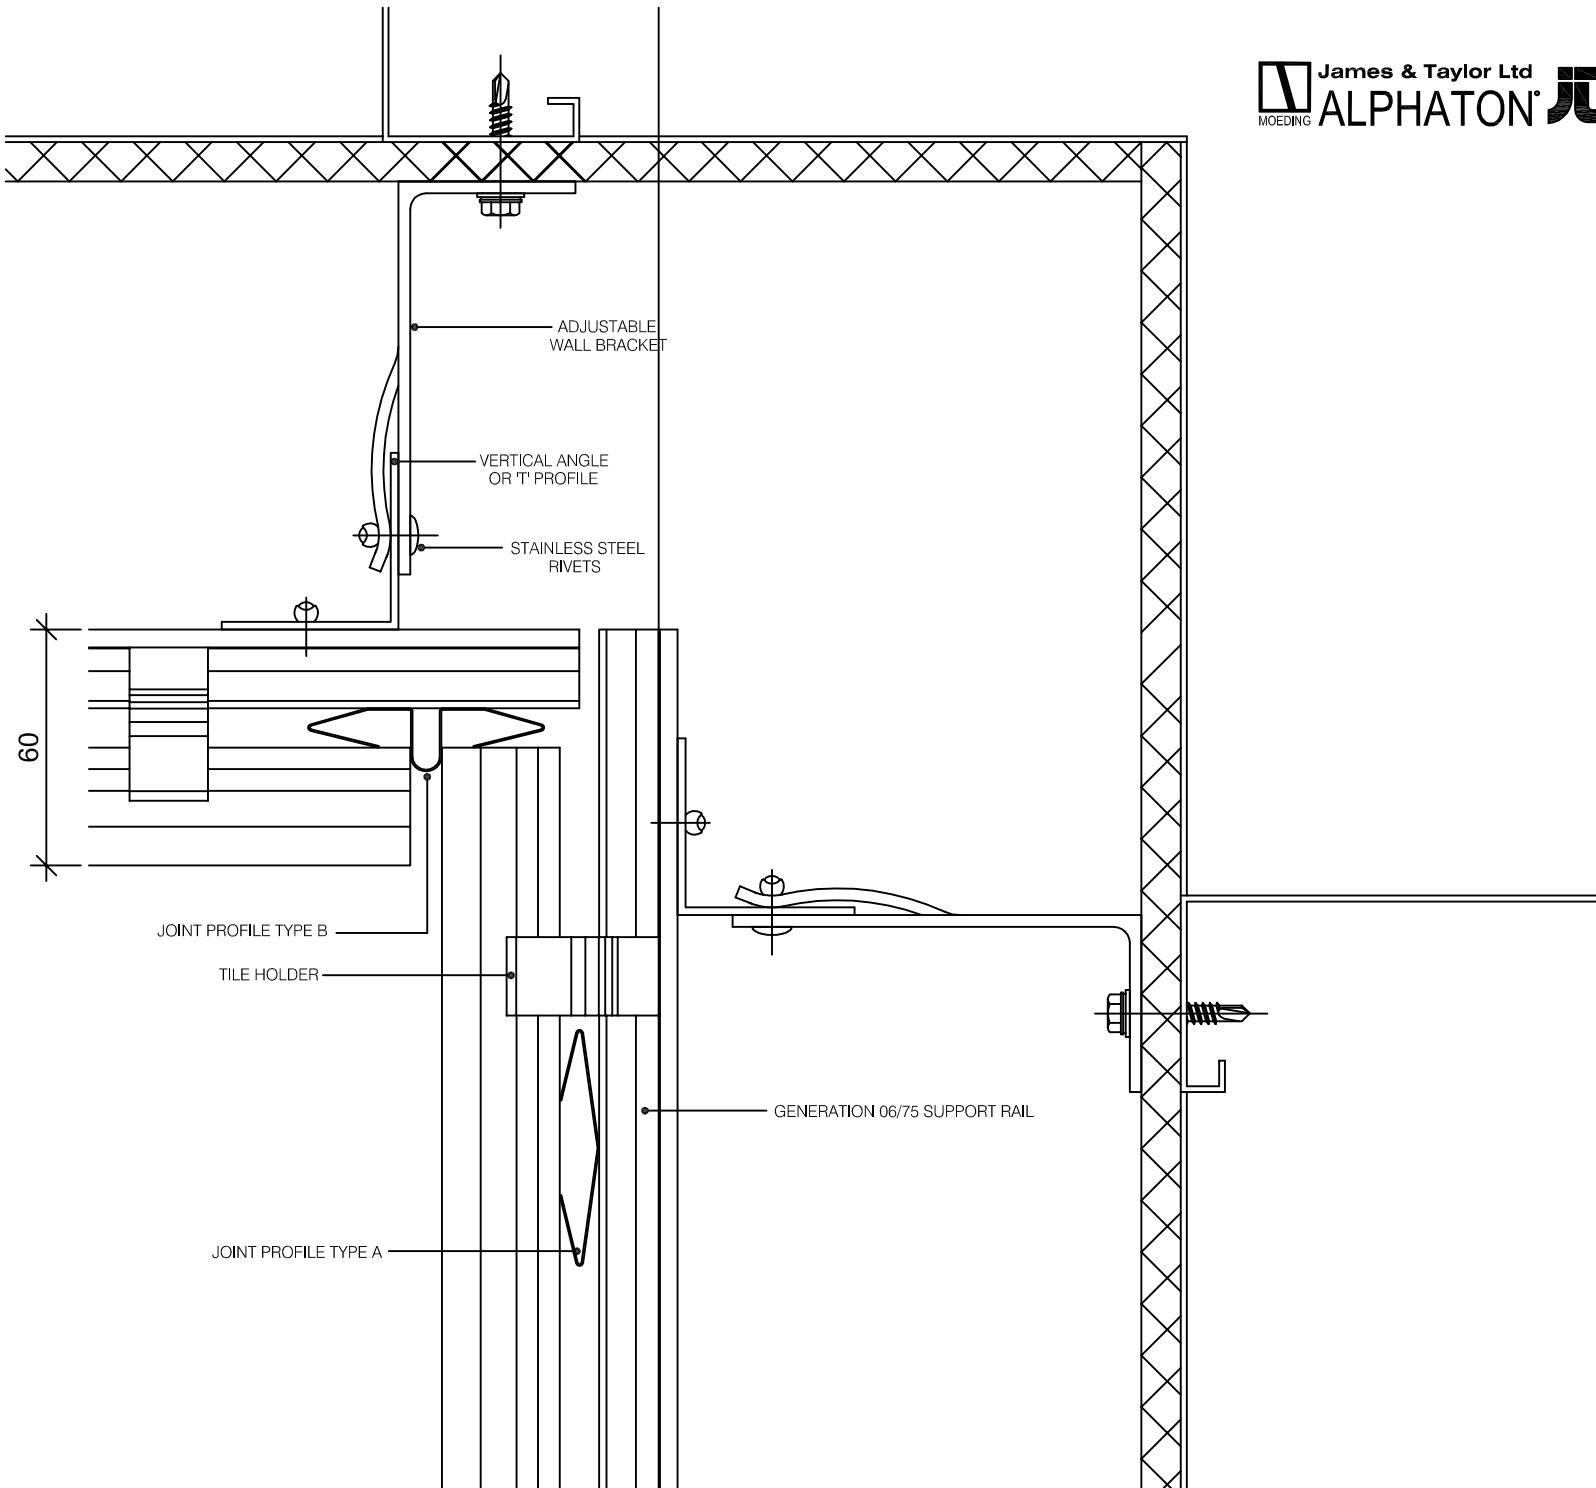 James & Taylor Ltd
MOEDING ALPHATON®
ADJUSTABLE
WALL BRACKET
VERTICAL ANGLE
OR 'T' PROFILE
STAINLESS STEEL
RIVETS
60
JOINT PROFILE TYPE B
TILE HOLDER
GENERATION 06/75 SUPPORT RAIL
JOINT PROFILE TYPE A